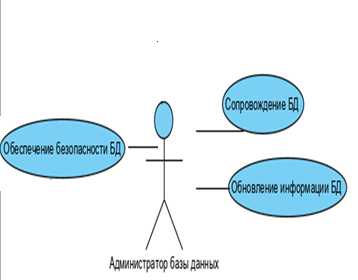 Сопровождение БД
Обеспечение безопасности БД
Обновление информации БД
Администратор базы данных